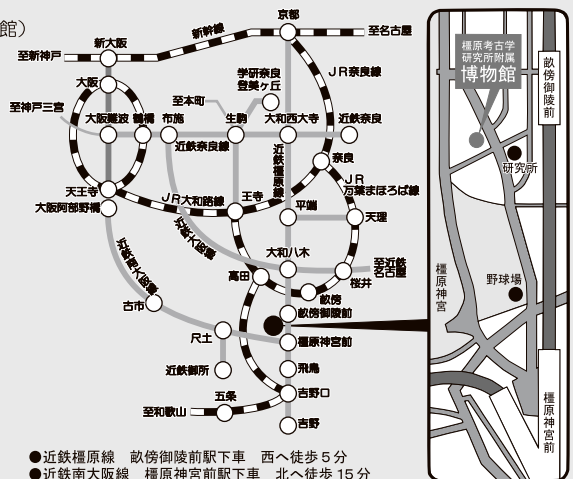 館）
京都
新幹線
至名古屋
至新神戸
新大阪
大阪
学研奈良
登美ヶ丘
JR奈良線
橿原考古学
研究所附属
博物館
畝傍御陵前
至神戸三宮
至本町
大阪難波
鶴橋
布施
生駒
大和西大寺
近鉄奈良
近鉄奈良線
近鉄橿原線
奈良
研究所
JR
万葉まほろば線
天王寺
JR大和路線
王寺
平端
天理
大阪阿部野橋
近鉄大阪線
近鉄南大阪線
大和八木
至近鉄
名古屋
高田
桜井
畝傍
橿原神宮
野球場
古市
畝傍御陵前
尺土
橿原神宮前
近鉄御所
飛鳥
五条
吉野口
至和歌山
吉野
橿原神宮前
●近鉄橿原線　畝傍御陵前駅下車　西へ徒歩5分
●近鉄南大阪線　橿原神宮前駅下車　北へ徒歩15分